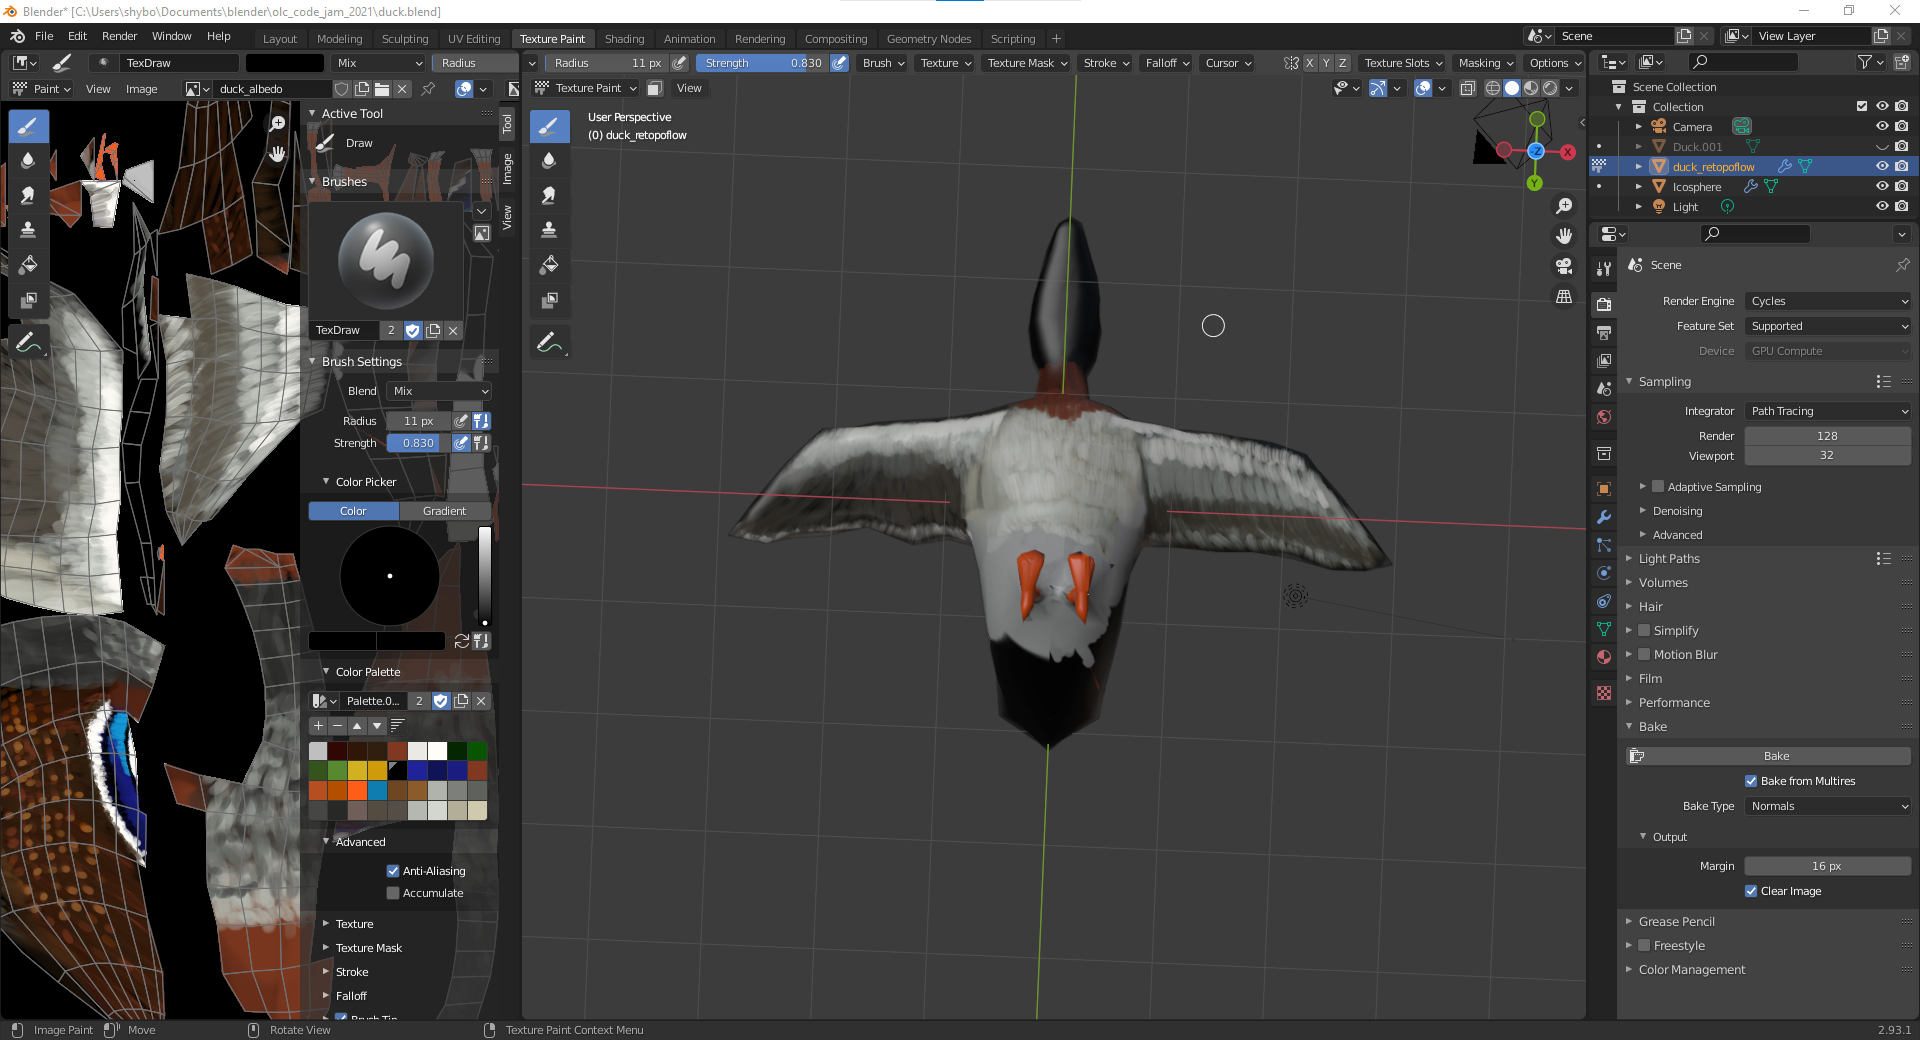 Blender* [C:\Users\shybo\Documents\blender\olc_code_jam_2021\duck.blend]
File Edit Render Window Help
Layout Modeling Sculpting UV Editing Texture Paint Shading Animation Rendering Compositing Geometry Nodes Scripting +
Scene
View Layer
TexDraw
Mix
Radius
Radius 11 px
Strength 0.830
Brush Texture Texture Mask Stroke Falloff Cursor
X Y Z
Texture Slots Masking Options
Paint View Image
duck_albedo
Texture Paint View
User Perspective
(0) duck_retopoflow
Tool
Image
View
Active Tool
Draw
Brushes
TexDraw 2
Brush Settings
Blend Mix
Radius 11 px
Strength 0.830
Color Picker
Color Gradient
Color Palette
Palette.0... 2
Advanced
Anti-Aliasing
Accumulate
Texture
Texture Mask
Stroke
Falloff
Brush Tip
-Z
X
Y
Scene Collection
Collection
Camera
Duck.001
duck_retopoflow
Icosphere
Light
Scene
Render Engine Cycles
Feature Set Supported
Device GPU Compute
Sampling
Integrator Path Tracing
Render 128
Viewport 32
Adaptive Sampling
Denoising
Advanced
Light Paths
Volumes
Hair
Simplify
Motion Blur
Film
Performance
Bake
Bake
Bake from Multires
Bake Type Normals
Output
Margin 16 px
Clear Image
Grease Pencil
Freestyle
Color Management
Image Paint Move Rotate View Texture Paint Context Menu 2.93.1